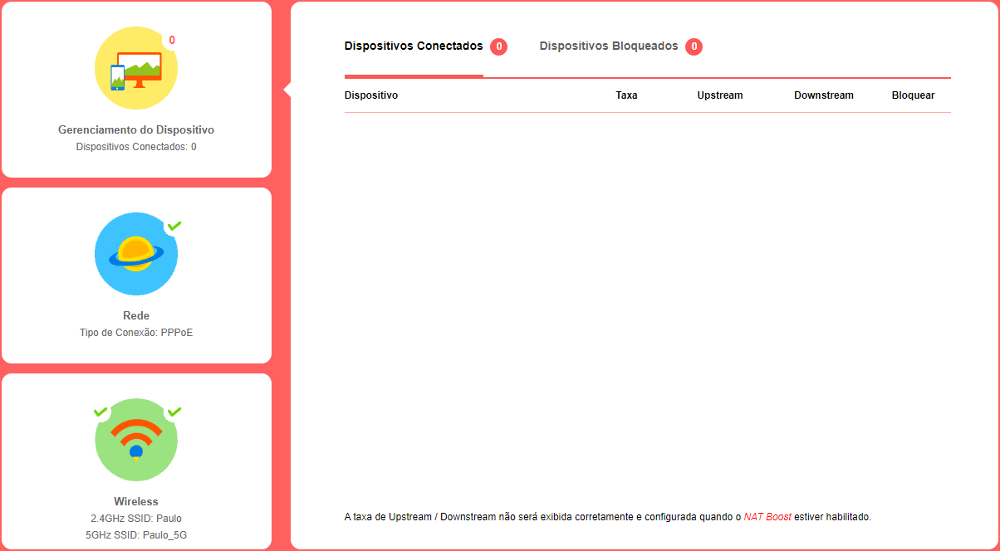 0
Gerenciamento do Dispositivo
Dispositivos Conectados: 0
Rede
Tipo de Conexão: PPPoE
Wireless
2.4GHz SSID: Paulo
5GHz SSID: Paulo_5G
Dispositivos Conectados 0 Dispositivos Bloqueados 0
Dispositivo Taxa Upstream Downstream Bloquear
A taxa de Upstream / Downstream não será exibida corretamente e configurada quando o NAT Boost estiver habilitado.